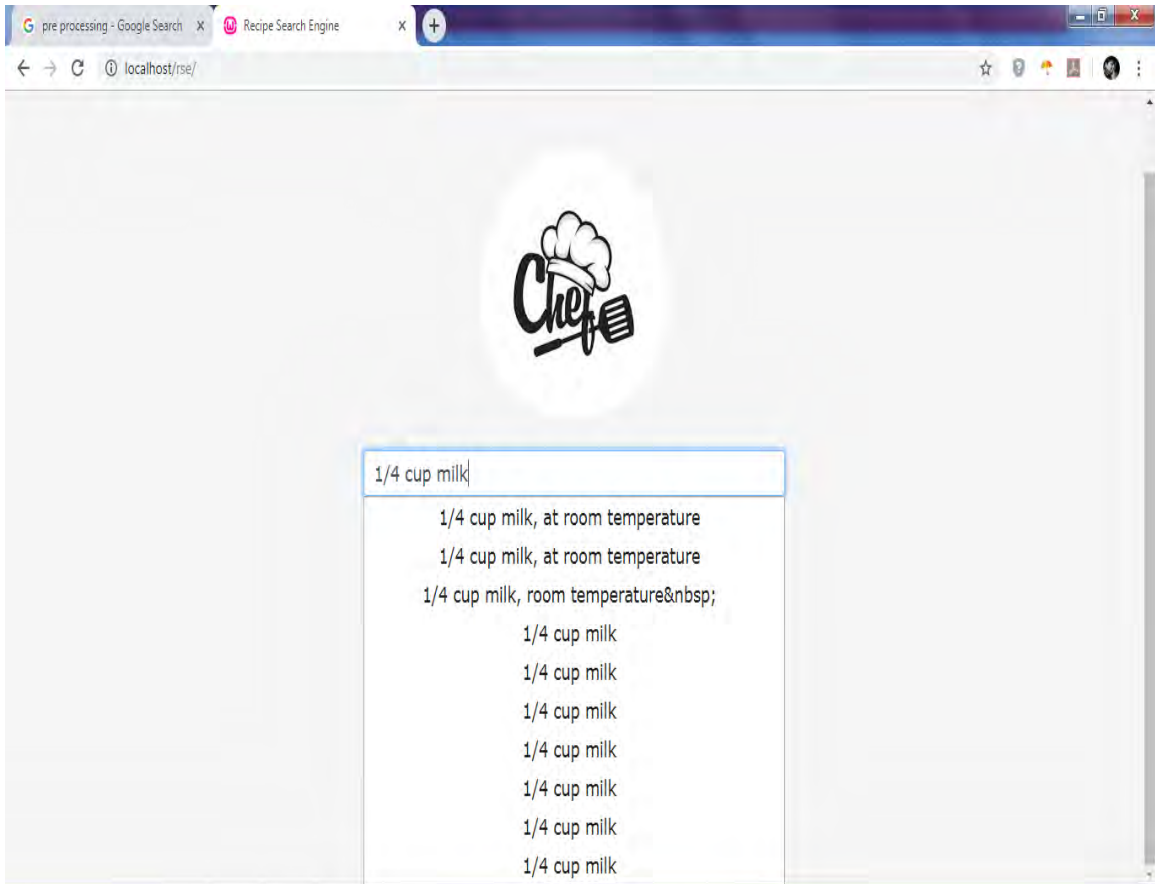 pre processing - Google Search
Recipe Search Engine
localhost/rse/
Chef
1/4 cup milk
1/4 cup milk, at room temperature
1/4 cup milk, at room temperature
1/4 cup milk, room temperature&nbsp;
1/4 cup milk
1/4 cup milk
1/4 cup milk
1/4 cup milk
1/4 cup milk
1/4 cup milk
1/4 cup milk